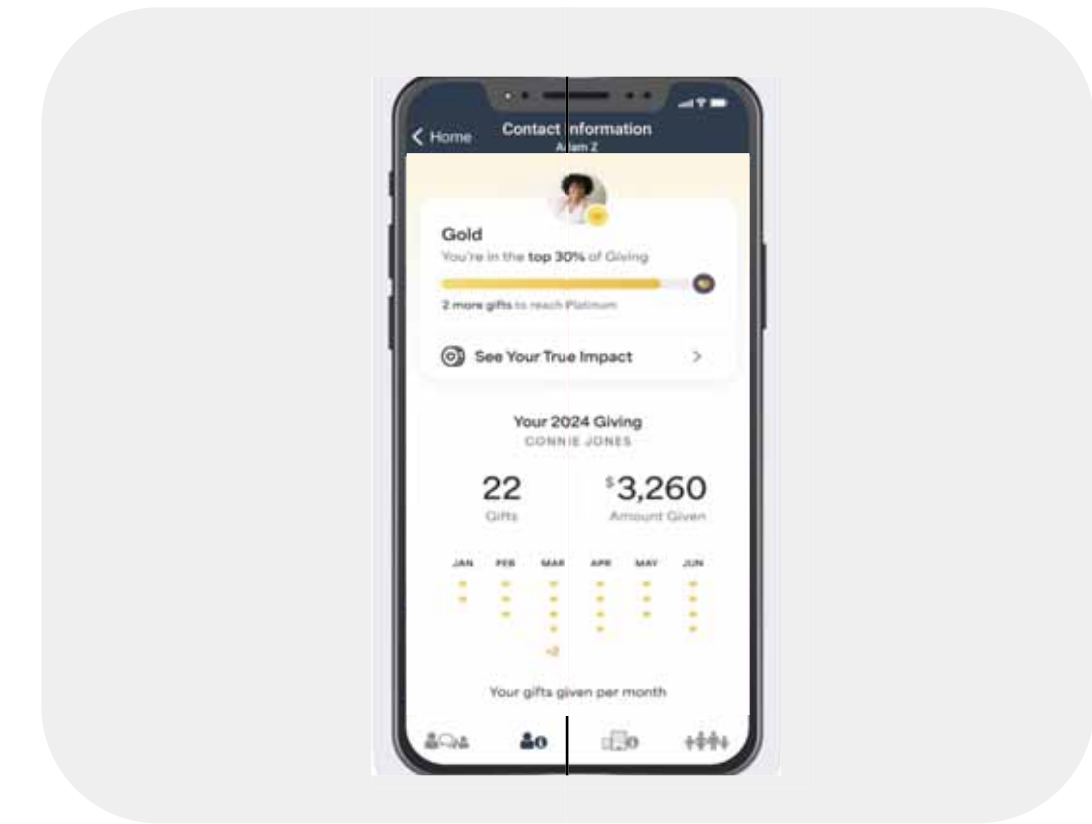 Contact Information
Home
Adam Z
Gold
You're in the top 30% of Giving
2 more gifts to reach Platinum
See Your True Impact
Your 2024 Giving
CONNIE JONES
22
Gifts
$3,260
Amount Given
JAN FEB MAR APR MAY JUN
+2
Your gifts given per month